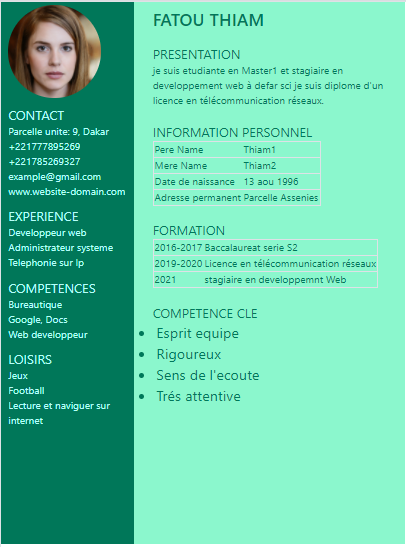 FATOU THIAM
PRESENTATION
je suis etudiante en Master1 et stagiaire en
developpement web à defar sci je suis diplome d'un
licence en télécommunication réseaux.
INFORMATION PERSONNEL
Pere Name Thiam1
Mere Name Thiam2
Date de naissance 13 aou 1996
Adresse permanent Parcelle Assenies
FORMATION
2016-2017 Baccalaureat serie S2
2019-2020 Licence en télécommunication réseaux
2021 stagiaire en developpemnt Web
COMPETENCE CLE
• Esprit equipe
• Rigoureux
• Sens de l'ecoute
• Trés attentive
CONTACT
Parcelle unite: 9, Dakar
+221777895269
+221785269327
example@gmail.com
www.website-domain.com
EXPERIENCE
Developpeur web
Administrateur systeme
Telephonie sur Ip
COMPETENCES
Bureautique
Google, Docs
Web developpeur
LOISIRS
Jeux
Football
Lecture et naviguer sur
internet